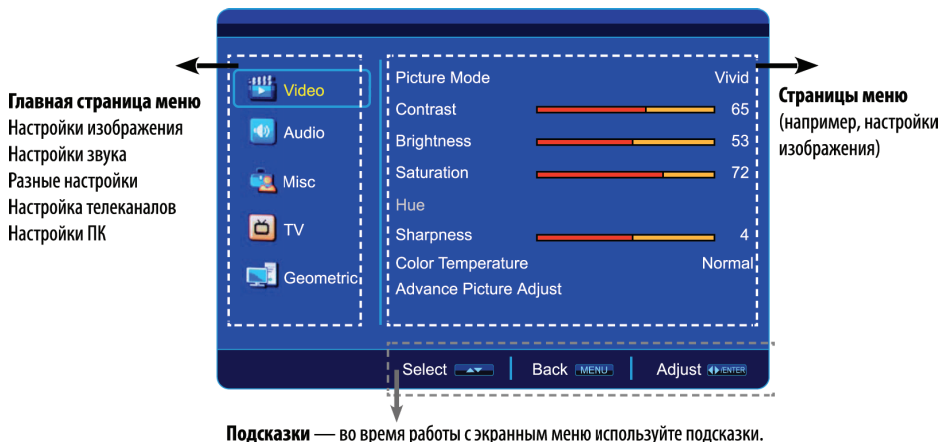 Главная страница меню
Настройки изображения
Настройки звука
Разные настройки
Настройка телеканалов
Настройки ПК
Video
Audio
Misc
TV
Geometric
Picture Mode Vivid
Contrast 65
Brightness 53
Saturation 72
Hue
Sharpness 4
Color Temperature Normal
Advance Picture Adjust
Страницы меню
(например, настройки
изображения)
Select Back MENU Adjust /ENTER
Подсказки — во время работы с экранным меню используйте подсказки.